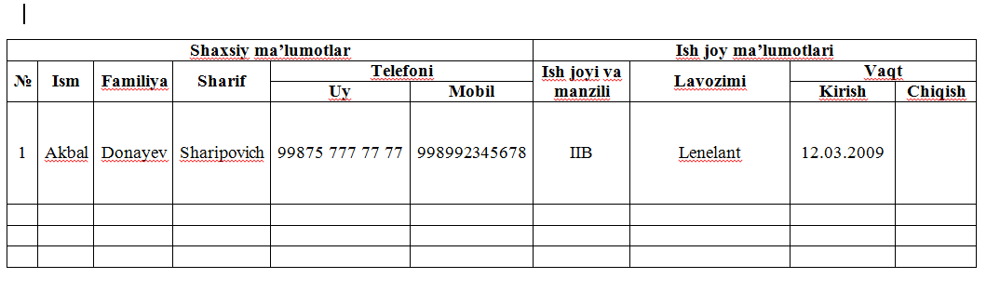 Shaxsiy ma’lumotlar Ish joy ma’lumotlari
№ Ism Familiya Sharif Telefoni Ish joyi va manzili Lavozimi Vaqt
Uy Mobil Kirish Chiqish
1 Akbal Donayev Sharipovich 99875 777 77 77 998992345678 IIB Lenelant 12.03.2009